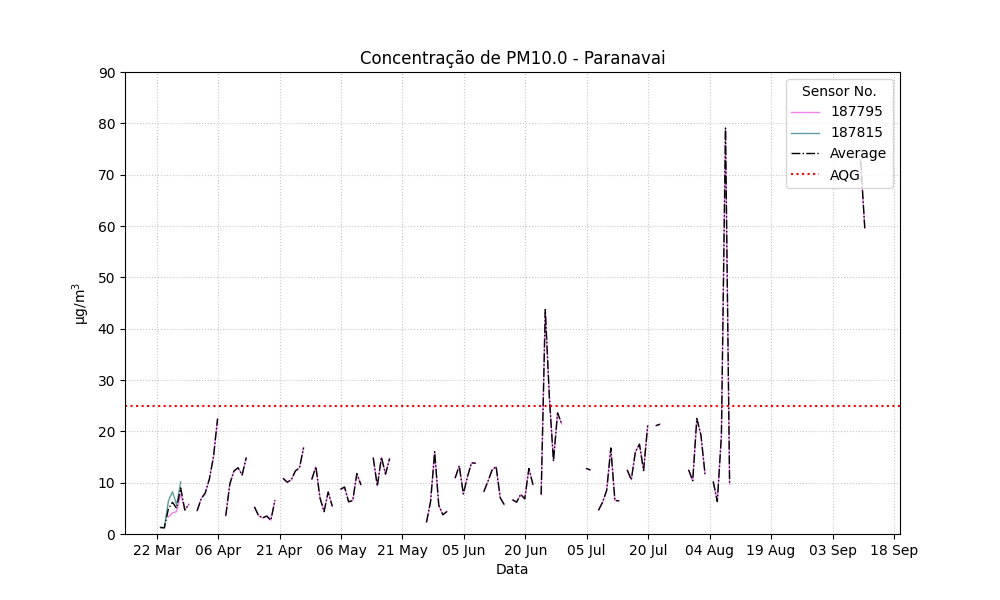 Concentração de PM10.0 - Paranavai
Sensor No.
187795
187815
Average
AQG
90
80
70
60
50
40
30
20
10
0
µg/m³
22 Mar 06 Apr 21 Apr 06 May 21 May 05 Jun 20 Jun 05 Jul 20 Jul 04 Aug 19 Aug 03 Sep 18 Sep
Data